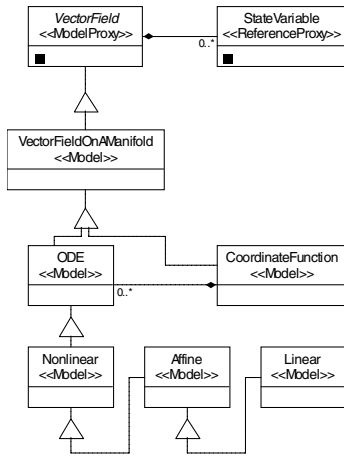 VectorField
<<ModelProxy>>
StateVariable
<<ReferenceProxy>>
0..*
VectorFieldOnAManifold
<<Model>>
ODE
<<Model>>
CoordinateFunction
<<Model>>
0..*
Nonlinear
<<Model>>
Affine
<<Model>>
Linear
<<Model>>